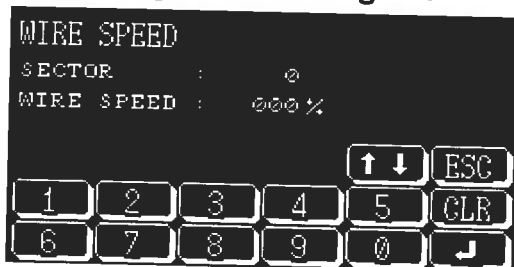 WIRE SPEED
SECTOR : 0
WIRE SPEED : 000%
↑ ↓ ESC
1 2 3 4 5 CLR
6 7 8 9 0 ↵